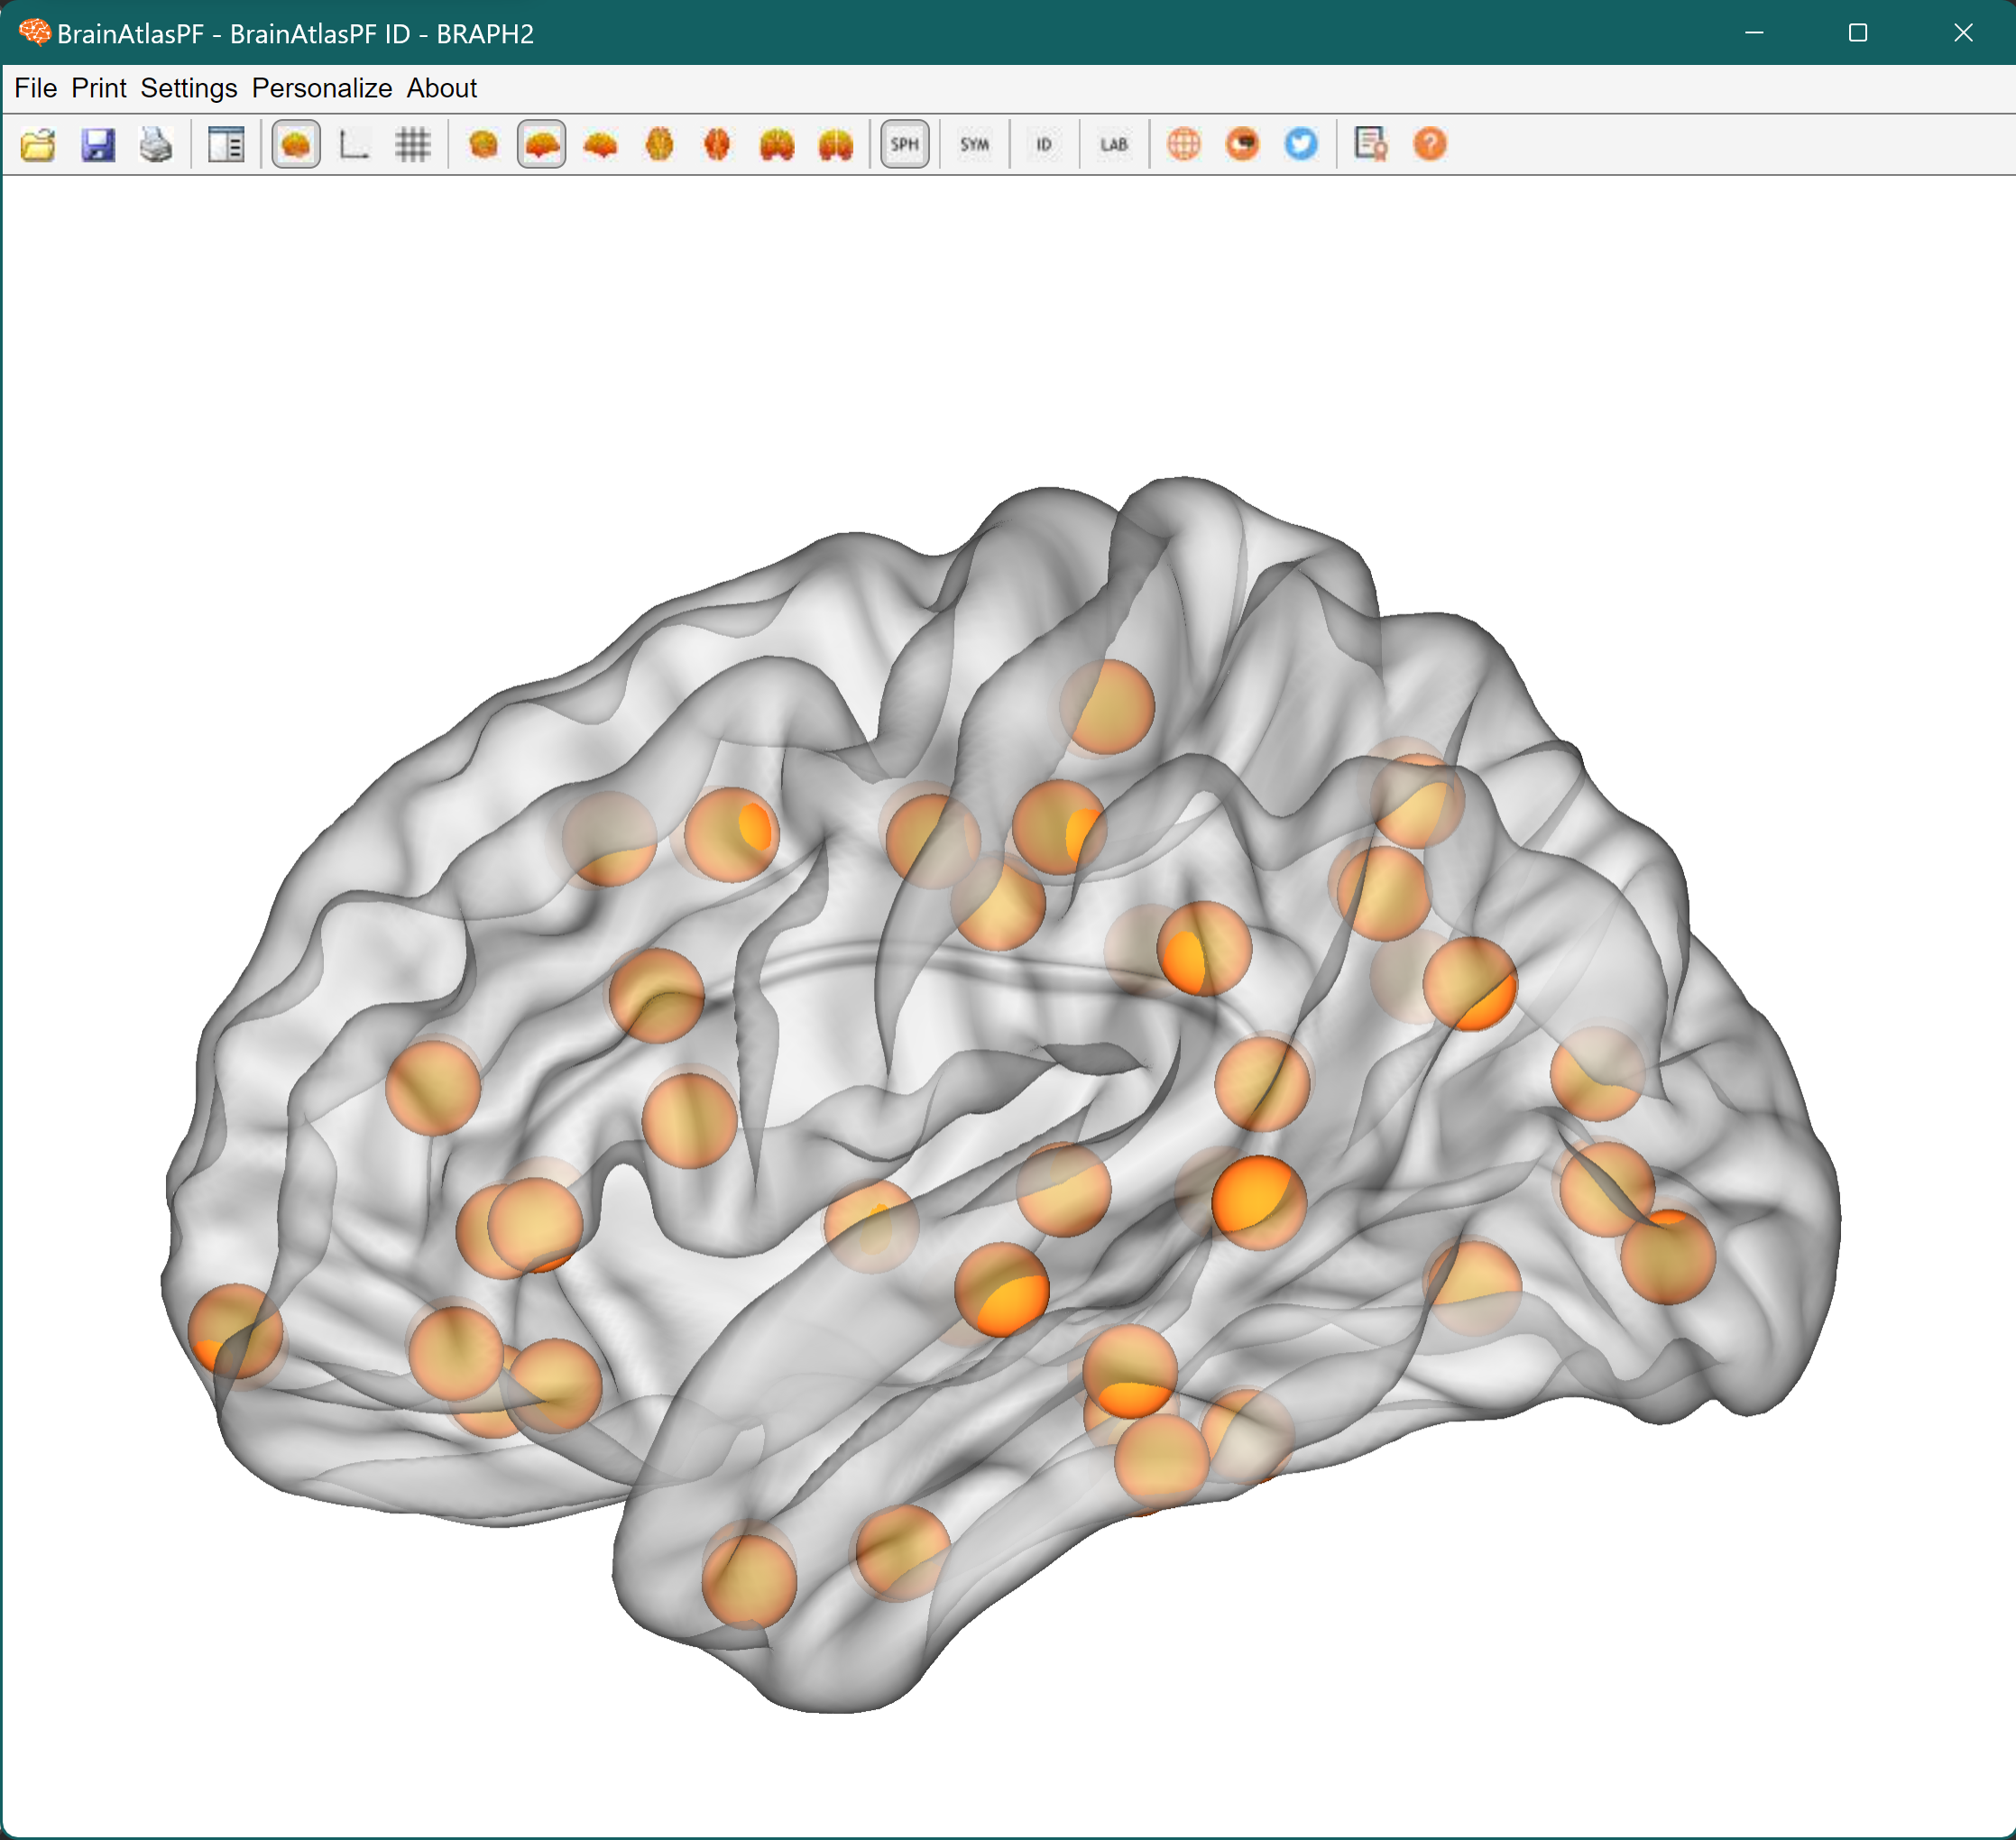 BrainAtlasPF - BrainAtlasPF ID - BRAPH2
File Print Settings Personalize About
SPH SYM ID LAB
?